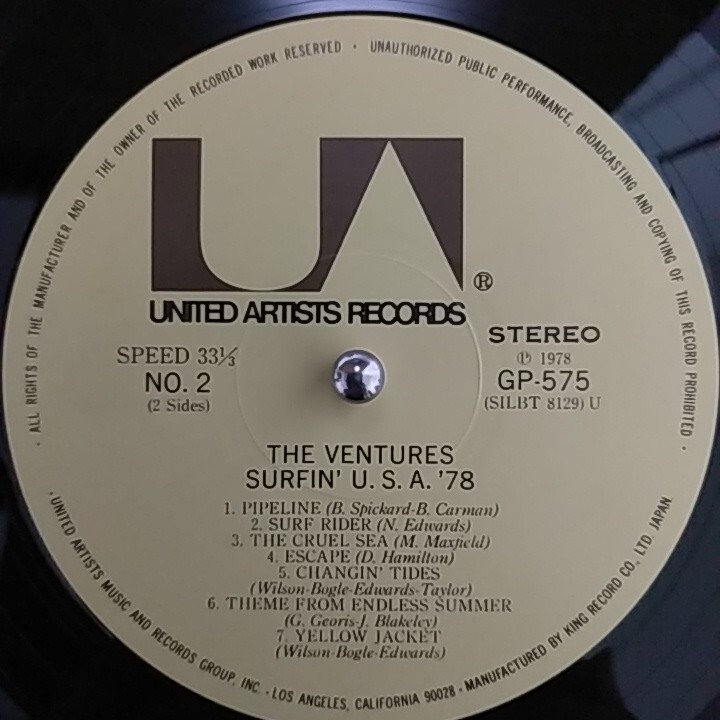 · ALL RIGHTS OF THE MANUFACTURER AND OF THE OWNER OF THE RECORDED WORK RESERVED · UNAUTHORIZED PUBLIC PERFORMANCE, BROADCASTING AND COPYING OF THIS RECORD PROHIBITED ·
UA ®
UNITED ARTISTS RECORDS
SPEED 33⅓
NO. 2
(2 Sides)
STEREO
Ⓟ 1978
GP-575
(SILBT 8129) U
THE VENTURES
SURFIN' U. S. A. '78
1. PIPELINE (B. Spickard-B. Carman)
2. SURF RIDER (N. Edwards)
3. THE CRUEL SEA (M. Maxfield)
4. ESCAPE (D. Hamilton)
5. CHANGIN' TIDES
(Wilson-Bogle-Edwards-Taylor)
6. THEME FROM ENDLESS SUMMER
(G. Georis-J. Blakeley)
7. YELLOW JACKET
(Wilson-Bogle-Edwards)
· UNITED ARTISTS MUSIC AND RECORDS GROUP, INC. · LOS ANGELES, CALIFORNIA 90028 · MANUFACTURED BY KING RECORD CO., LTD. JAPAN.